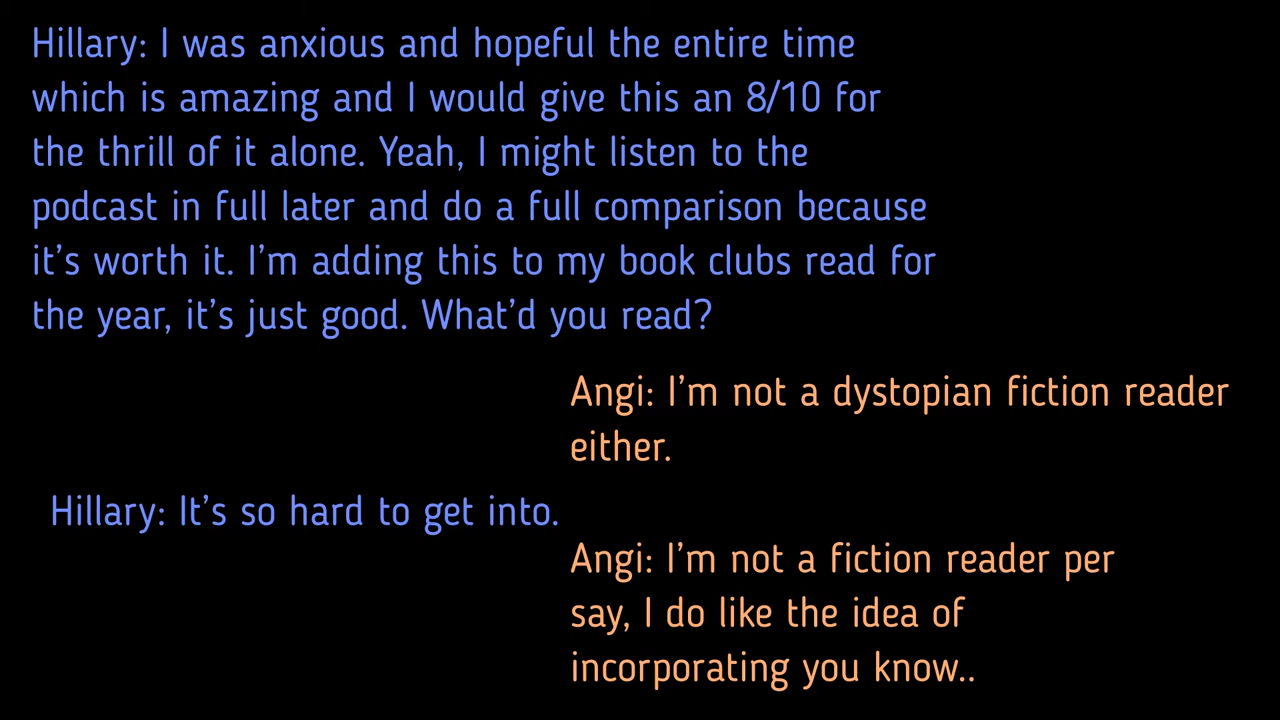 Hillary: I was anxious and hopeful the entire time
which is amazing and I would give this an 8/10 for
the thrill of it alone. Yeah, I might listen to the
podcast in full later and do a full comparison because
it’s worth it. I’m adding this to my book clubs read for
the year, it’s just good. What’d you read?
Angi: I’m not a dystopian fiction reader
either.
Hillary: It’s so hard to get into.
Angi: I’m not a fiction reader per
say, I do like the idea of
incorporating you know..